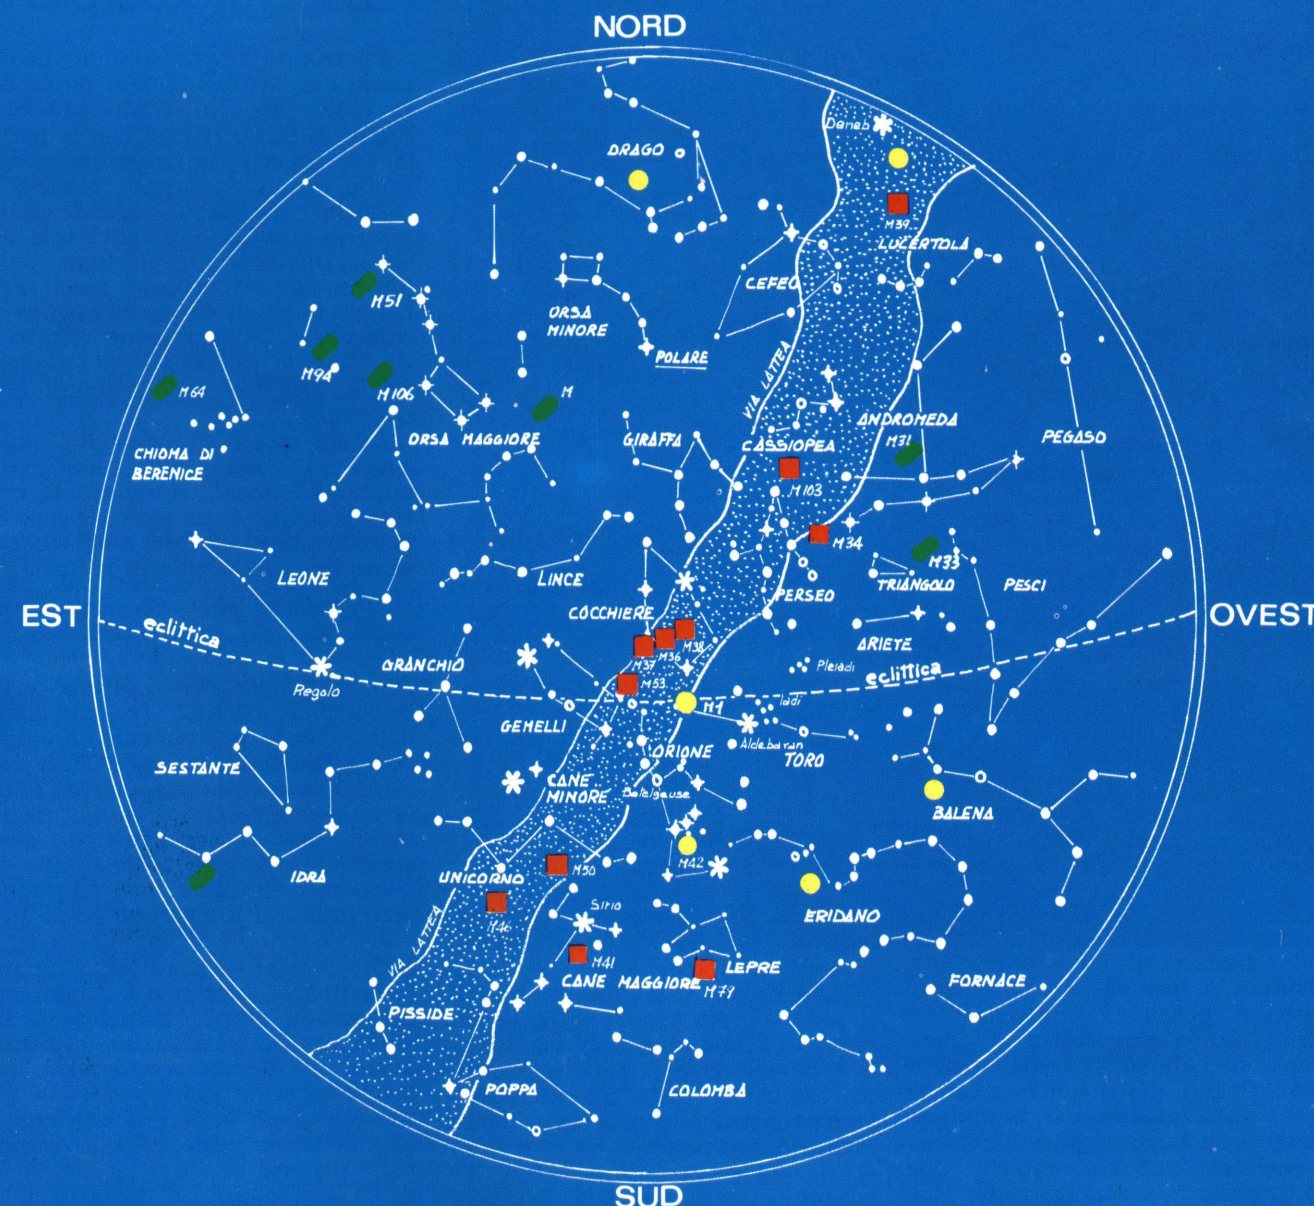 NORD
Deneb
DRAGO
M39
LUCERTOLA
CEFEO
M51
ORSA
MINORE
POLARE
VIA LATTEA
M94
M106
M64
M
ANDROMEDA
M31
ORSA MAGGIORE
GIRAFFA
CASSIOPEA
PEGASO
CHIOMA DI
BERENICE
M103
M34
M33
LEONE
LINCE
PERSEO
TRIANGOLO
PESCI
EST
OVEST
COCCHIERE
eclittica
M38
M36
M37
ARIETE
GRANCHIO
Pleiadi
eclittica
Regolo
M53
Iadi
M1
GEMELLI
Aldebaran
ORIONE
TORO
SESTANTE
CANE
MINORE
Betelgeuse
BALENA
M42
M50
IDRA
UNICORNO
Sirio
ERIDANO
M46
VIA LATTEA
M41
LEPRE
CANE MAGGIORE
M79
FORNACE
PISSIDE
POPPA
COLOMBA
SUD